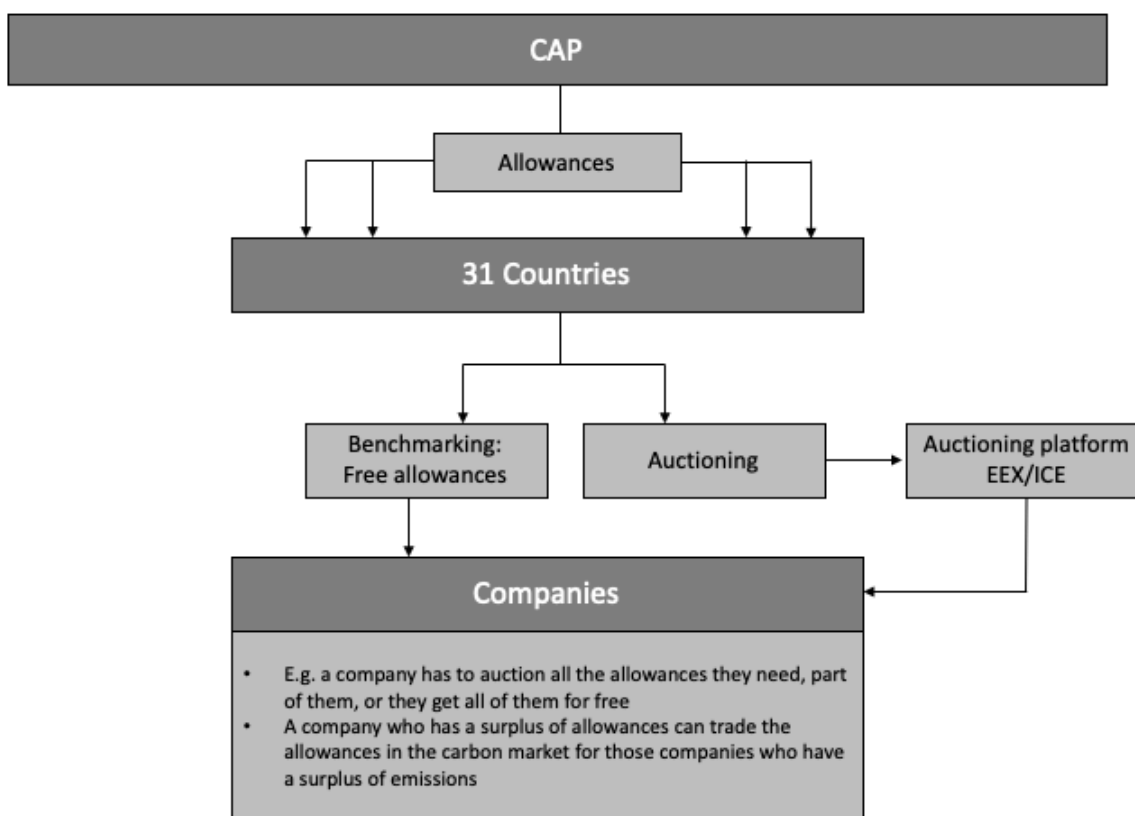 CAP
Allowances
31 Countries
Benchmarking:
Free allowances
Auctioning
Auctioning platform
EEX/ICE
Companies
• E.g. a company has to auction all the allowances they need, part
of them, or they get all of them for free
• A company who has a surplus of allowances can trade the
allowances in the carbon market for those companies who have
a surplus of emissions